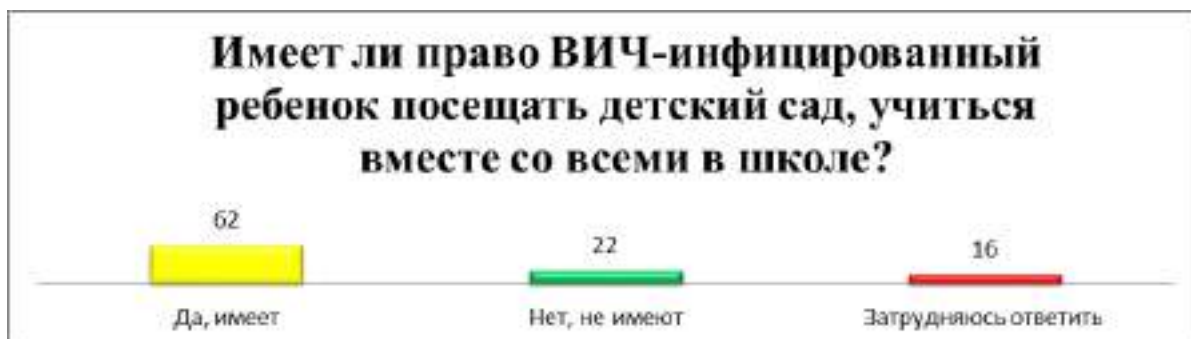 Имеет ли право ВИЧ-инфицированный
ребенок посещать детский сад, учиться
вместе со всеми в школе?
62
22
16
Да, имеет
Нет, не имеют
Затрудняюсь ответить